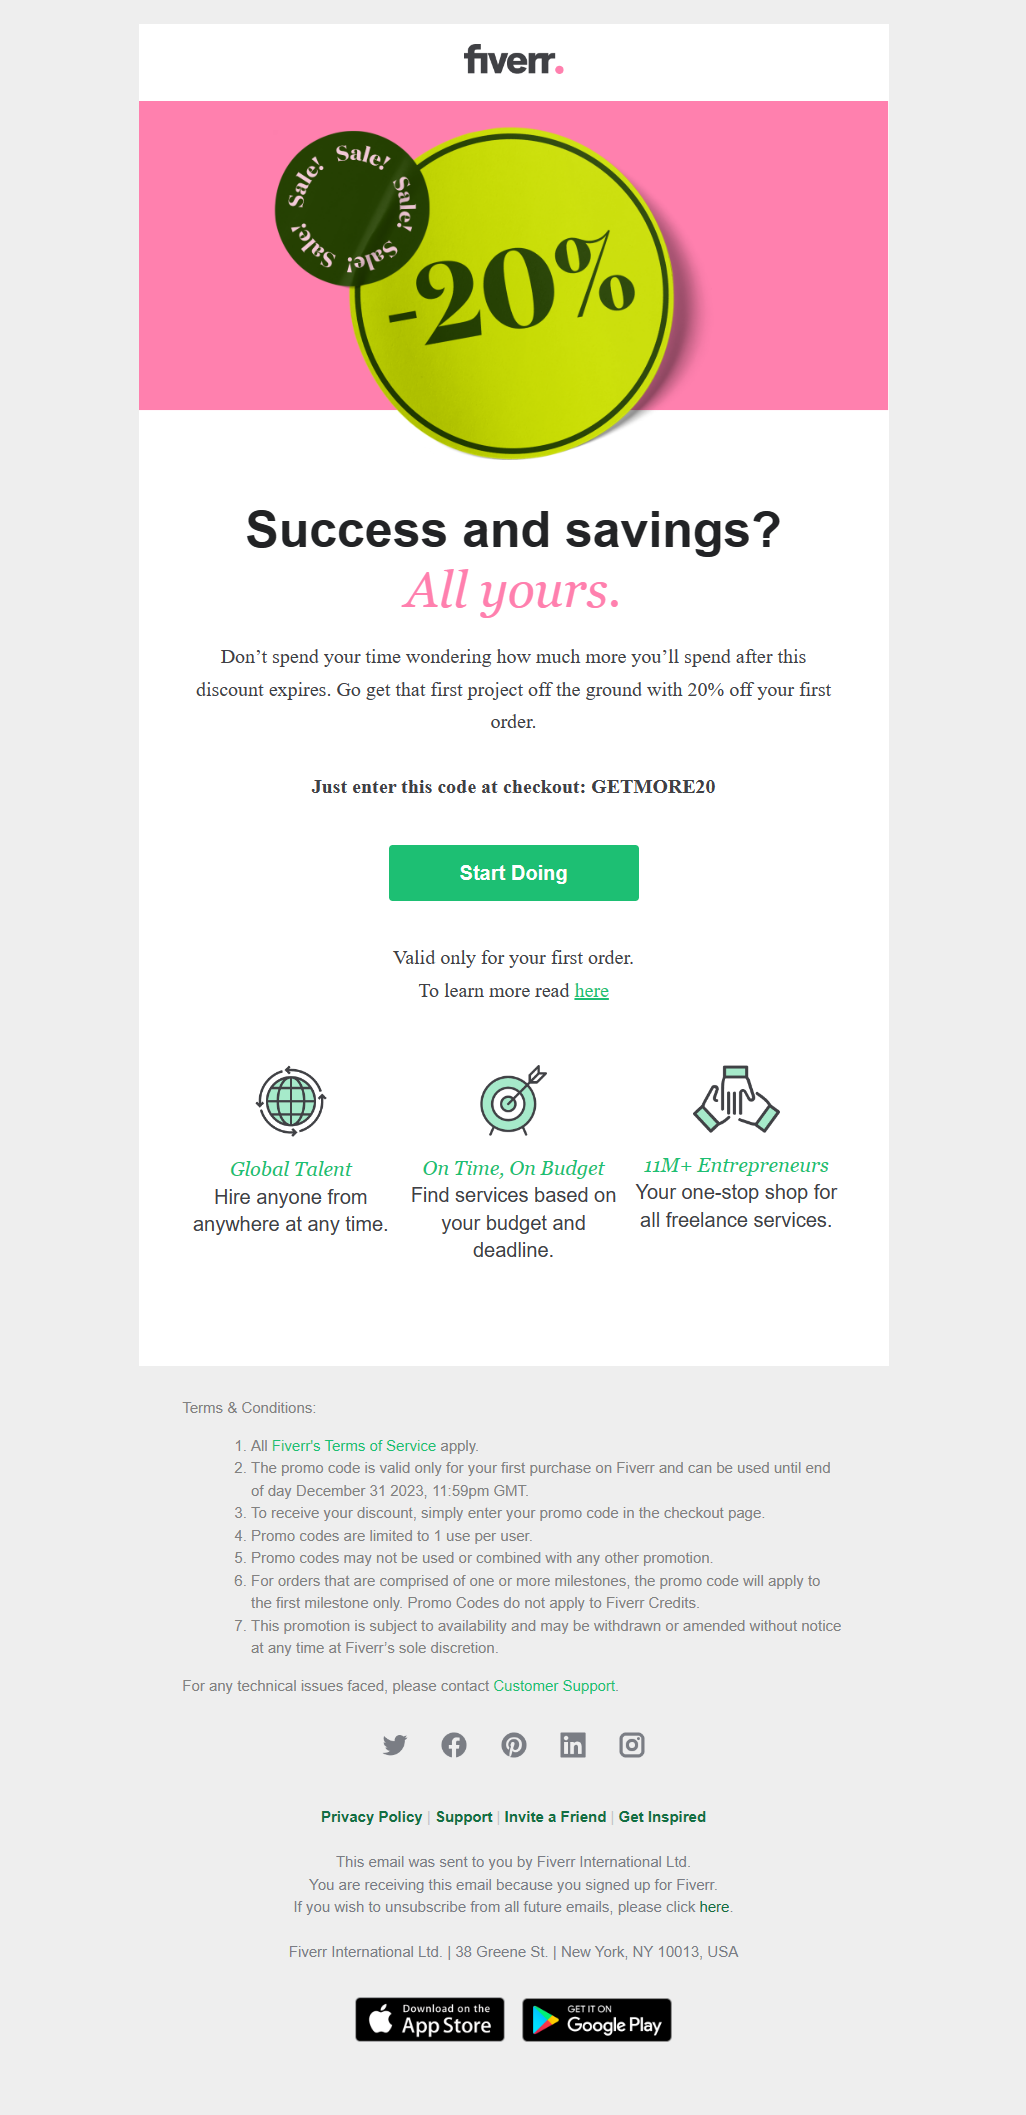 fiverr.
Sale! Sale! Sale! Sale! Sale!
-20%
Success and savings?
All yours.
Don’t spend your time wondering how much more you’ll spend after this
discount expires. Go get that first project off the ground with 20% off your first
order.
Just enter this code at checkout: GETMORE20
Start Doing
Valid only for your first order.
To learn more read here
Global Talent
Hire anyone from
anywhere at any time.
On Time, On Budget
Find services based on
your budget and
deadline.
11M+ Entrepreneurs
Your one-stop shop for
all freelance services.
Terms & Conditions:
1. All Fiverr's Terms of Service apply.
2. The promo code is valid only for your first purchase on Fiverr and can be used until end
of day December 31 2023, 11:59pm GMT.
3. To receive your discount, simply enter your promo code in the checkout page.
4. Promo codes are limited to 1 use per user.
5. Promo codes may not be used or combined with any other promotion.
6. For orders that are comprised of one or more milestones, the promo code will apply to
the first milestone only. Promo Codes do not apply to Fiverr Credits.
7. This promotion is subject to availability and may be withdrawn or amended without notice
at any time at Fiverr’s sole discretion.
For any technical issues faced, please contact Customer Support.
Privacy Policy | Support | Invite a Friend | Get Inspired
This email was sent to you by Fiverr International Ltd.
You are receiving this email because you signed up for Fiverr.
If you wish to unsubscribe from all future emails, please click here.
Fiverr International Ltd. | 38 Greene St. | New York, NY 10013, USA
Download on the
App Store
GET IT ON
Google Play